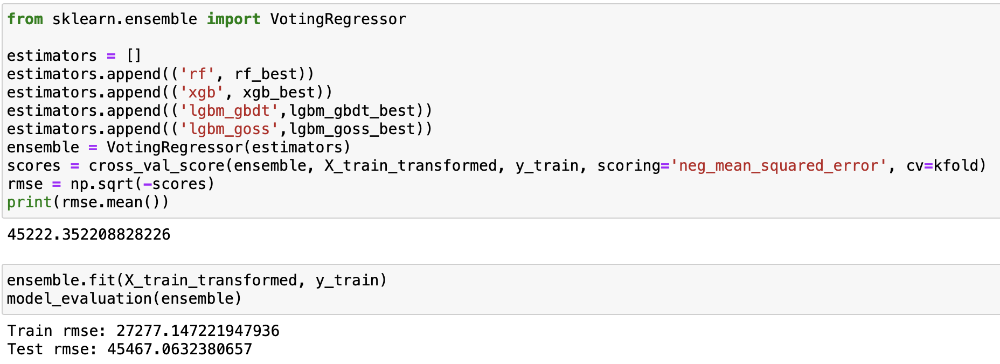 from sklearn.ensemble import VotingRegressor
estimators = []
estimators.append(('rf', rf_best))
estimators.append(('xgb', xgb_best))
estimators.append(('lgbm_gbdt',lgbm_gbdt_best))
estimators.append(('lgbm_goss',lgbm_goss_best))
ensemble = VotingRegressor(estimators)
scores = cross_val_score(ensemble, X_train_transformed, y_train, scoring='neg_mean_squared_error', cv=kfold)
rmse = np.sqrt(-scores)
print(rmse.mean())
45222.352208828226
ensemble.fit(X_train_transformed, y_train)
model_evaluation(ensemble)
Train rmse: 27277.147221947936
Test rmse: 45467.0632380657